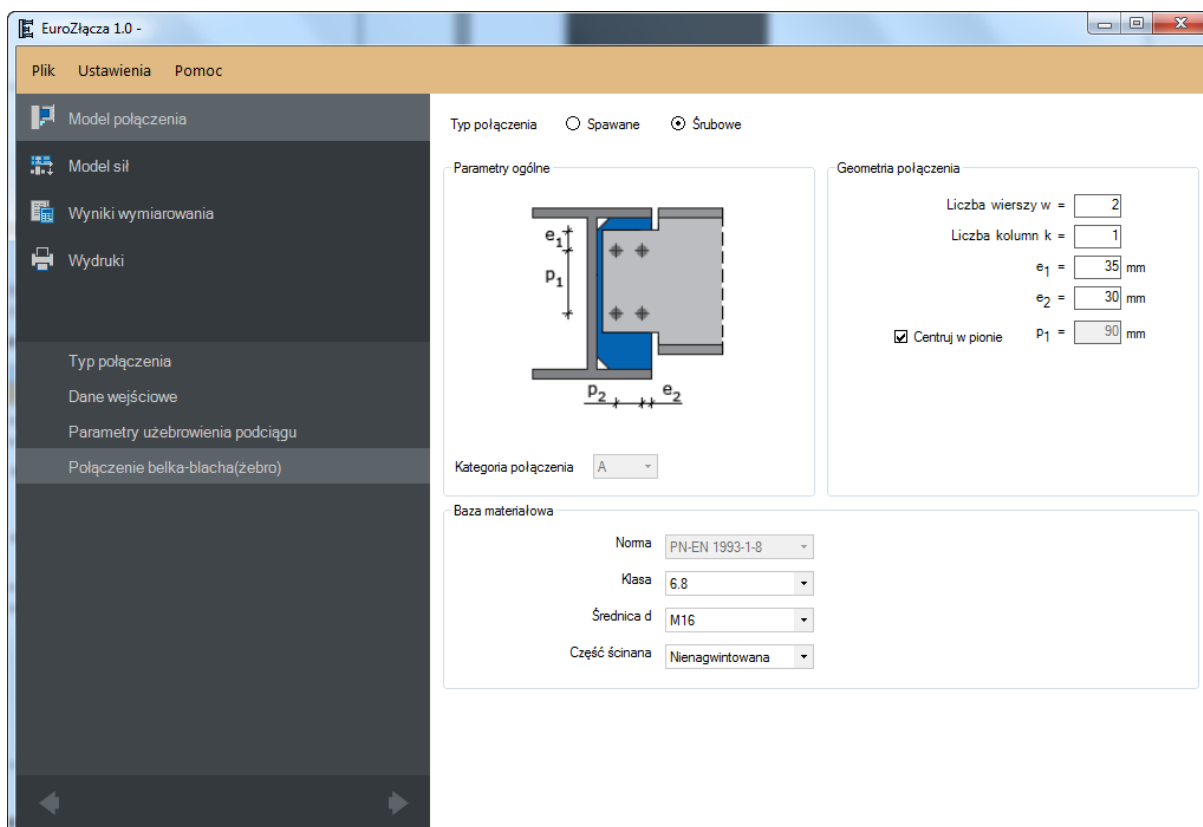 EuroZłącza 1.0 -
Plik Ustawienia Pomoc
Model połączenia
Model sił
Wyniki wymiarowania
Wydruki
Typ połączenia
Dane wejściowe
Parametry użebrowienia podciągu
Połączenie belka-blacha(żebro)
Typ połączenia Spawane Śrubowe
Parametry ogólne
e1
p1
p2 e2
Kategoria połączenia A
Geometria połączenia
Liczba wierszy w = 2
Liczba kolumn k = 1
e1 = 35 mm
e2 = 30 mm
Centruj w pionie p1 = 90 mm
Baza materiałowa
Norma PN-EN 1993-1-8
Klasa 6.8
Średnica d M16
Część ścinana Nienagwintowana